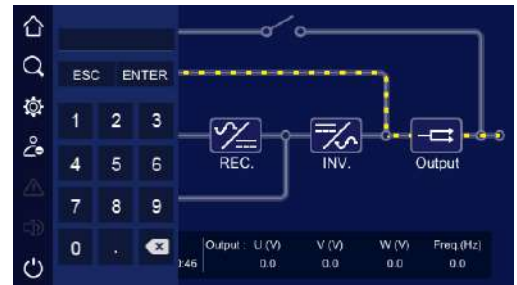 ESC ENTER
1 2 3
4 5 6
7 8 9
0 .
REC. INV. Output
Output : U (V) V (V) W (V) Freq.(Hz)
:46 0.0 0.0 0.0 0.0